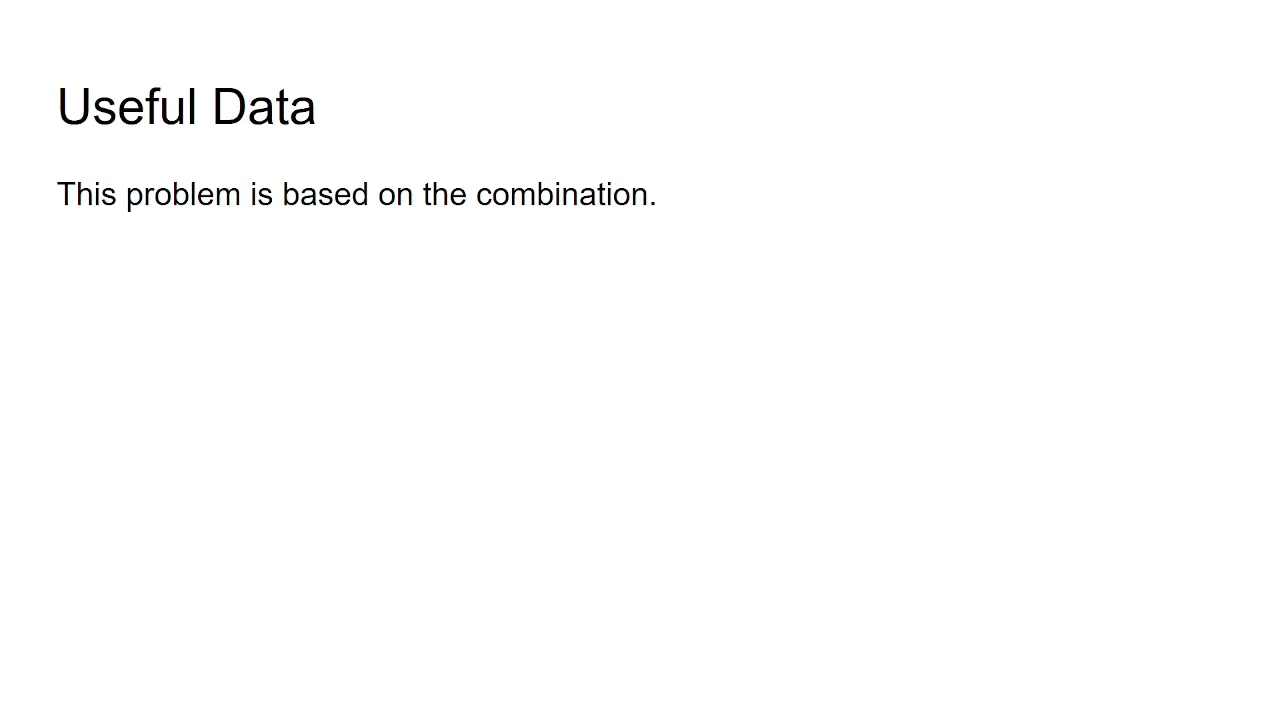 Useful Data
This problem is based on the combination.